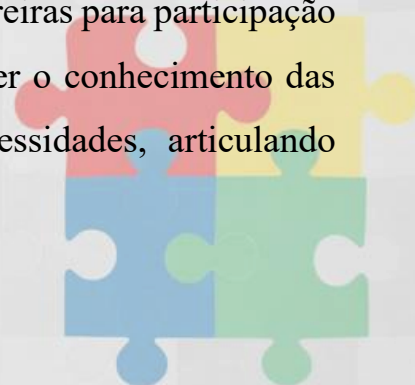 reiras para participação
er o conhecimento das
essidades, articulando